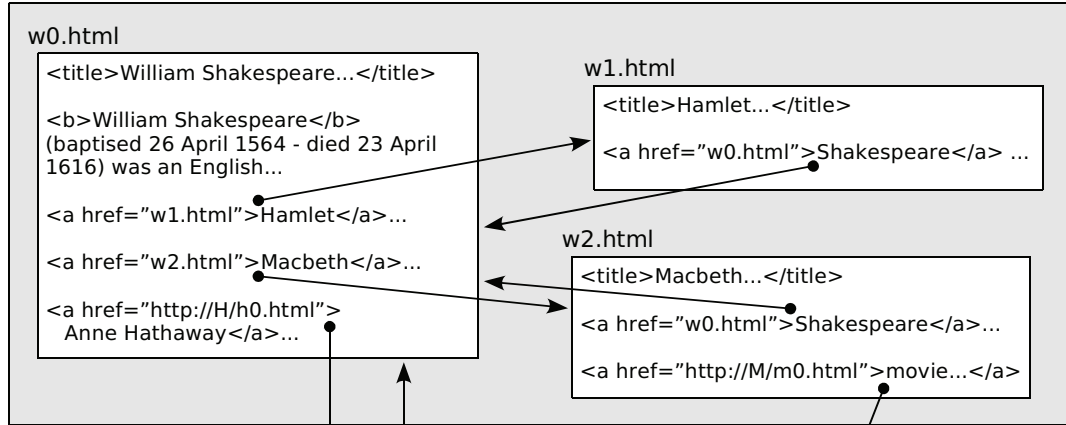 w0.html
<title>William Shakespeare...</title>
<b>William Shakespeare</b>
(baptised 26 April 1564 - died 23 April
1616) was an English...
<a href=”w1.html”>Hamlet</a>...
<a href=”w2.html”>Macbeth</a>...
<a href=”http://H/h0.html”>
Anne Hathaway</a>...
w1.html
<title>Hamlet...</title>
<a href=”w0.html”>Shakespeare</a> ...
w2.html
<title>Macbeth...</title>
<a href=”w0.html”>Shakespeare</a>...
<a href=”http://M/m0.html”>movie...</a>